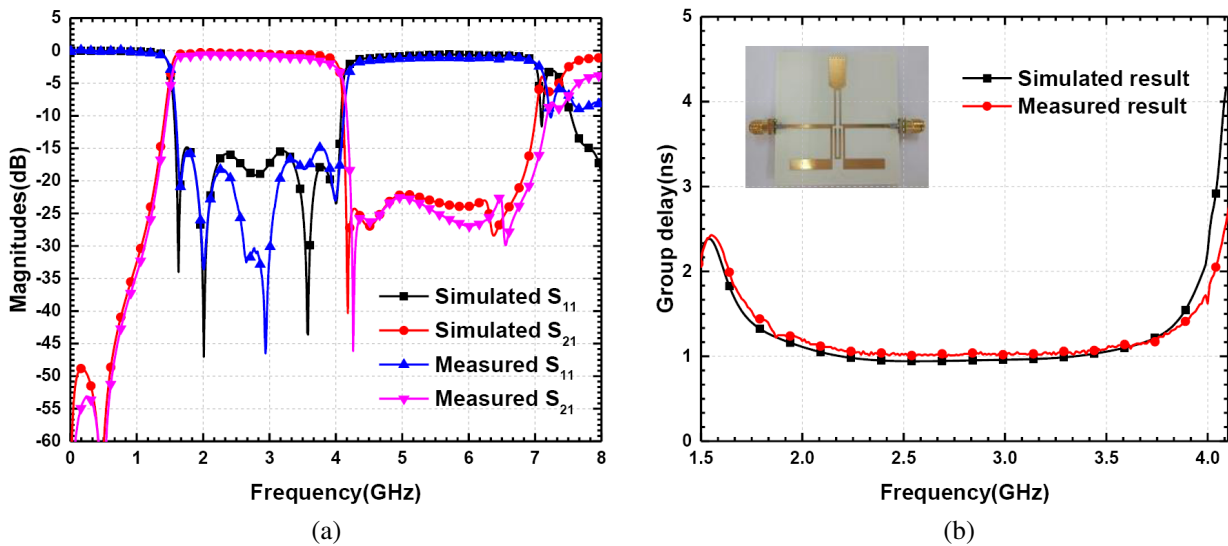 5
0
-5
-10
-15
-20
-25
-30
-35
-40
-45
-50
-55
-60
Magnitudes(dB)
Simulated S11
Simulated S21
Measured S11
Measured S21
0 1 2 3 4 5 6 7 8
Frequency(GHz)
(a)
5
4
3
2
1
0
Group delay(ns)
Simulated result
Measured result
1.5 2.0 2.5 3.0 3.5 4.0
Frequency(GHz)
(b)